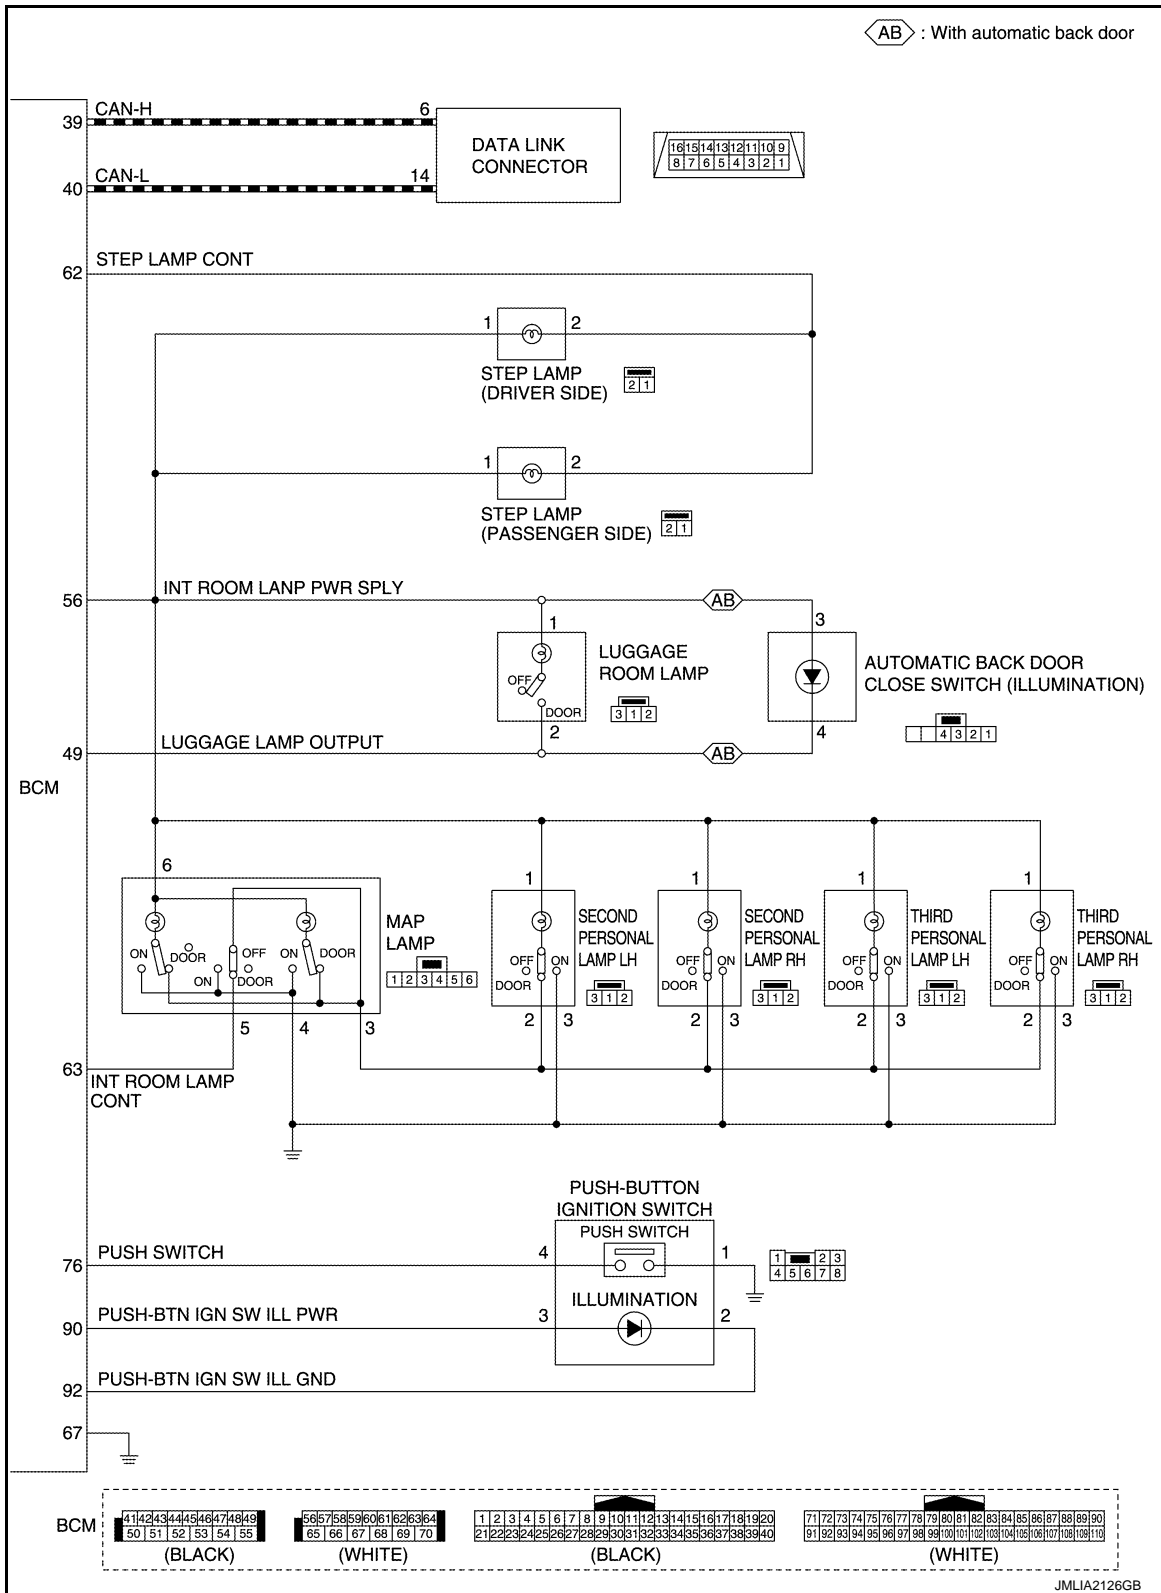 AB : With automatic back door
39 CAN-H 6
DATA LINK
CONNECTOR
16 15 14 13 12 11 10 9
8 7 6 5 4 3 2 1
40 CAN-L 14
62 STEP LAMP CONT
1 2
STEP LAMP
(DRIVER SIDE)
2 1
1 2
STEP LAMP
(PASSENGER SIDE)
2 1
56 INT ROOM LANP PWR SPLY AB
1
OFF
DOOR
2
LUGGAGE
ROOM LAMP
3 1 2
3
4
AUTOMATIC BACK DOOR
CLOSE SWITCH (ILLUMINATION)
4 3 2 1
49 LUGGAGE LAMP OUTPUT AB
BCM
6
ON DOOR
OFF
ON DOOR
ON DOOR
5 4 3
MAP
LAMP
1 2 3 4 5 6
1
OFF ON
DOOR
2 3
SECOND
PERSONAL
LAMP LH
3 1 2
1
OFF ON
DOOR
2 3
SECOND
PERSONAL
LAMP RH
3 1 2
1
OFF ON
DOOR
2 3
THIRD
PERSONAL
LAMP LH
3 1 2
1
OFF ON
DOOR
2 3
THIRD
PERSONAL
LAMP RH
3 1 2
63 INT ROOM LAMP
CONT
PUSH-BUTTON
IGNITION SWITCH
PUSH SWITCH
76 PUSH SWITCH 4 1
1 2 3
4 5 6 7 8
ILLUMINATION
90 PUSH-BTN IGN SW ILL PWR 3 2
92 PUSH-BTN IGN SW ILL GND
67
BCM
41 42 43 44 45 46 47 48 49
50 51 52 53 54 55
(BLACK)
56 57 58 59 60 61 62 63 64
65 66 67 68 69 70
(WHITE)
1 2 3 4 5 6 7 8 9 10 11 12 13 14 15 16 17 18 19 20
21 22 23 24 25 26 27 28 29 30 31 32 33 34 35 36 37 38 39 40
(BLACK)
71 72 73 74 75 76 77 78 79 80 81 82 83 84 85 86 87 88 89 90
91 92 93 94 95 96 97 98 99 100 101 102 103 104 105 106 107 108 109 110
(WHITE)
JMLIA2126GB